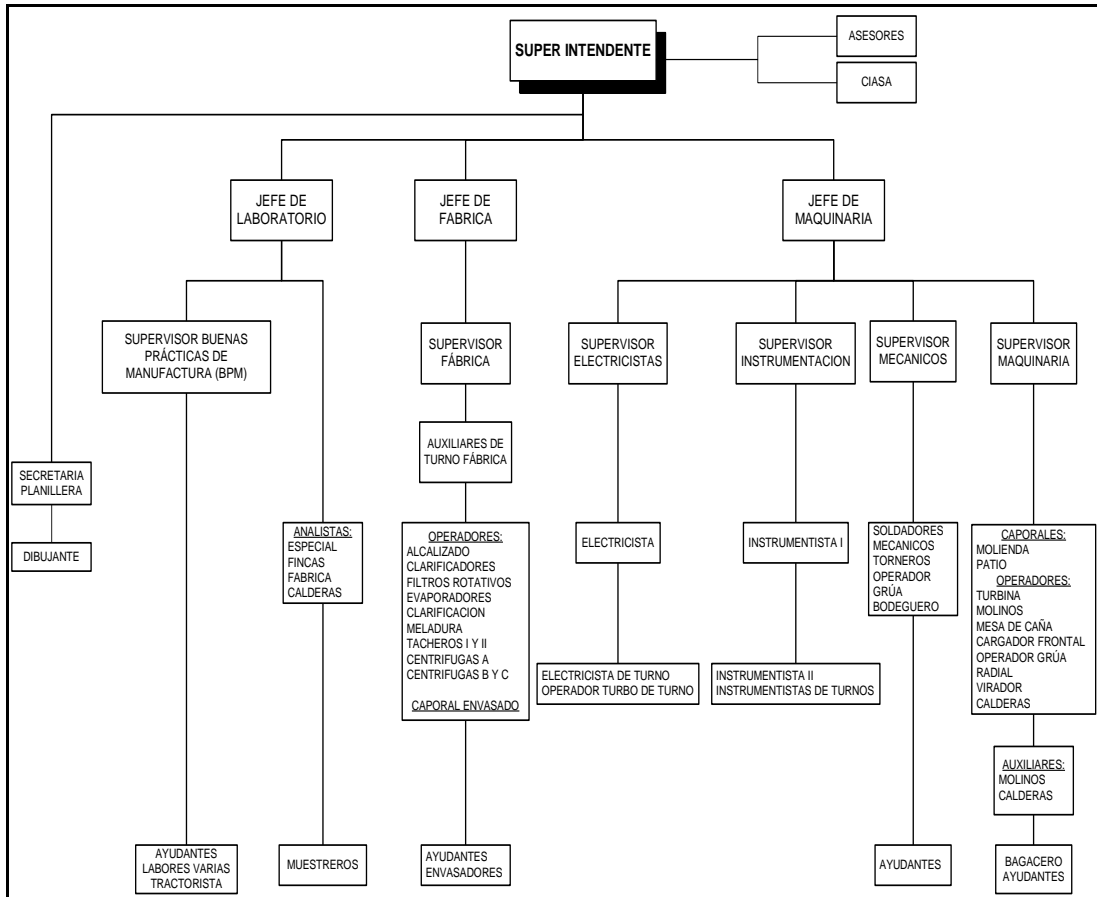 SUPER INTENDENTE
ASESORES
CIASA
JEFE DE
LABORATORIO
JEFE DE
FABRICA
JEFE DE
MAQUINARIA
SUPERVISOR BUENAS
PRÁCTICAS DE
MANUFACTURA (BPM)
SUPERVISOR
FÁBRICA
SUPERVISOR
ELECTRICISTAS
SUPERVISOR
INSTRUMENTACION
SUPERVISOR
MECANICOS
SUPERVISOR
MAQUINARIA
AUXILIARES DE
TURNO FÁBRICA
SECRETARIA
PLANILLERA
DIBUJANTE
ANALISTAS:
ESPECIAL
FINCAS
FABRICA
CALDERAS
OPERADORES:
ALCALIZADO
CLARIFICADORES
FILTROS ROTATIVOS
EVAPORADORES
CLARIFICACION
MELADURA
TACHEROS I Y II
CENTRIFUGAS A
CENTRIFUGAS B Y C
CAPORAL ENVASADO
ELECTRICISTA
INSTRUMENTISTA I
SOLDADORES
MECANICOS
TORNEROS
OPERADOR
GRÚA
BODEGUERO
CAPORALES:
MOLIENDA
PATIO
OPERADORES:
TURBINA
MOLINOS
MESA DE CAÑA
CARGADOR FRONTAL
OPERADOR GRÚA
RADIAL
VIRADOR
CALDERAS
ELECTRICISTA DE TURNO
OPERADOR TURBO DE TURNO
INSTRUMENTISTA II
INSTRUMENTISTAS DE TURNOS
AUXILIARES:
MOLINOS
CALDERAS
AYUDANTES
LABORES VARIAS
TRACTORISTA
MUESTREROS
AYUDANTES
ENVASADORES
AYUDANTES
BAGACERO
AYUDANTES